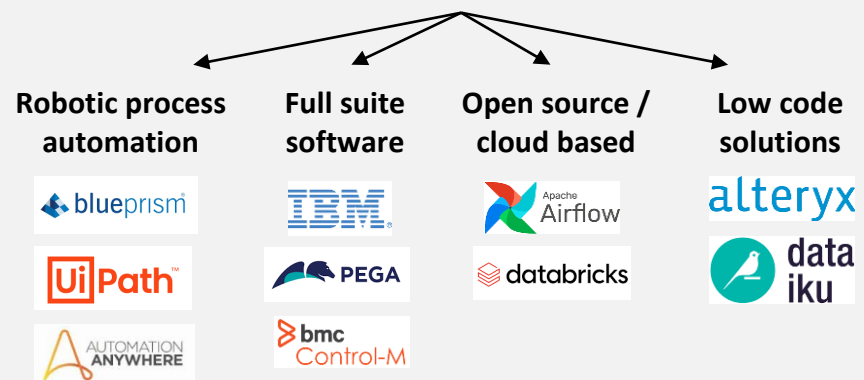 Robotic process
automation
Full suite
software
Open source /
cloud based
Low code
solutions
blueprism®
UiPath™
AUTOMATION
ANYWHERE
IBM®
PEGA
bmc
Control-M
Apache
Airflow
databricks
alteryx
data
iku